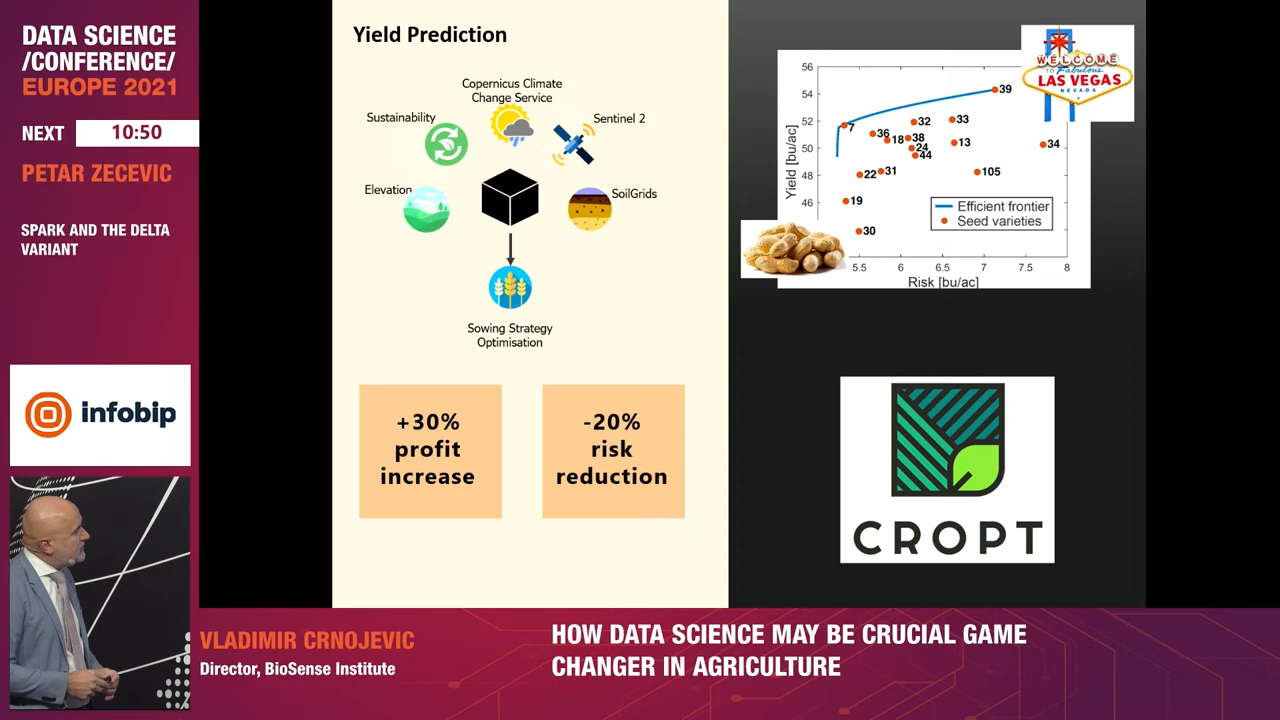 DATA SCIENCE
/CONFERENCE/
EUROPE 2021
NEXT 10:50
PETAR ZECEVIC
SPARK AND THE DELTA
VARIANT
infobip
Yield Prediction
Copernicus Climate
Change Service
Sustainability
Sentinel 2
Elevation
SoilGrids
Sowing Strategy
Optimisation
+30%
profit
increase
-20%
risk
reduction
WELCOME
TO Fabulous
LAS VEGAS
NEVADA
56
54
52
50
48
46
Yield [bu/ac]
39
7
32
33
36
18
38
24
44
13
34
22
31
105
19
30
Efficient frontier
Seed varieties
5.5 6 6.5 7 7.5 8
Risk [bu/ac]
CROPT
VLADIMIR CRNOJEVIC
Director, BioSense Institute
HOW DATA SCIENCE MAY BE CRUCIAL GAME
CHANGER IN AGRICULTURE